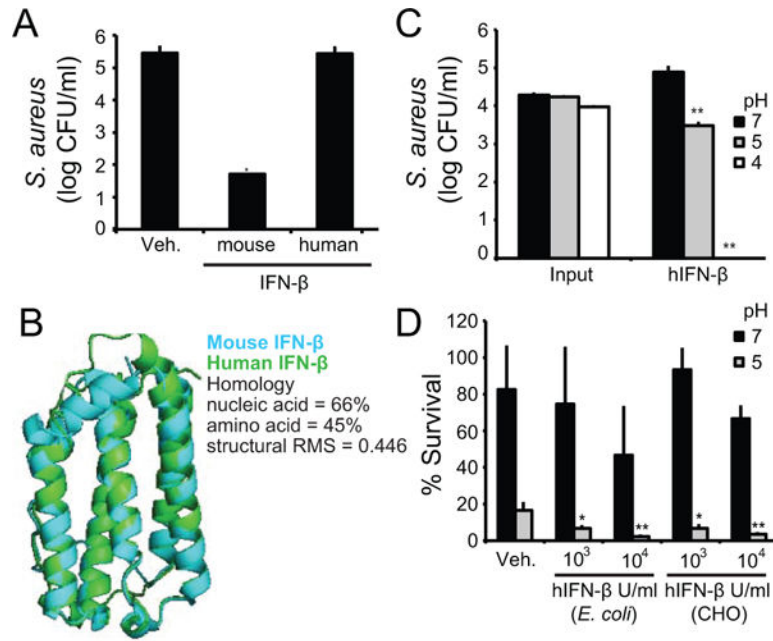 A
S. aureus
(log CFU/ml)
6
5
4
3
2
1
0
*
Veh.
mouse
human
IFN-β
B
Mouse IFN-β
Human IFN-β
Homology
nucleic acid = 66%
amino acid = 45%
structural RMS = 0.446
C
S. aureus
(log CFU/ml)
6
5
4
3
2
1
0
**
**
pH
7
5
4
Input
hIFN-β
D
% Survival
120
100
80
60
40
20
0
pH
7
5
* ** * **
Veh. 10³ 10⁴ 10³ 10⁴
hIFN-β U/ml hIFN-β U/ml
(E. coli) (CHO)